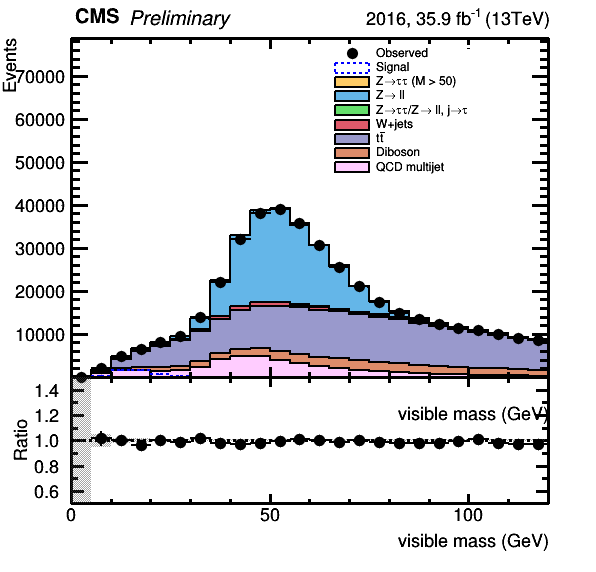 CMS Preliminary 2016, 35.9 fb⁻¹ (13TeV)
Events
70000
60000
50000
40000
30000
20000
10000
Observed
Signal
Z→ττ (M > 50)
Z→ ll
Z→ττ/Z→ ll, j→τ
W+jets
tt̄
Diboson
QCD multijet
visible mass (GeV)
Ratio
1.4
1.2
1.0
0.8
0.6
0 50 100
visible mass (GeV)